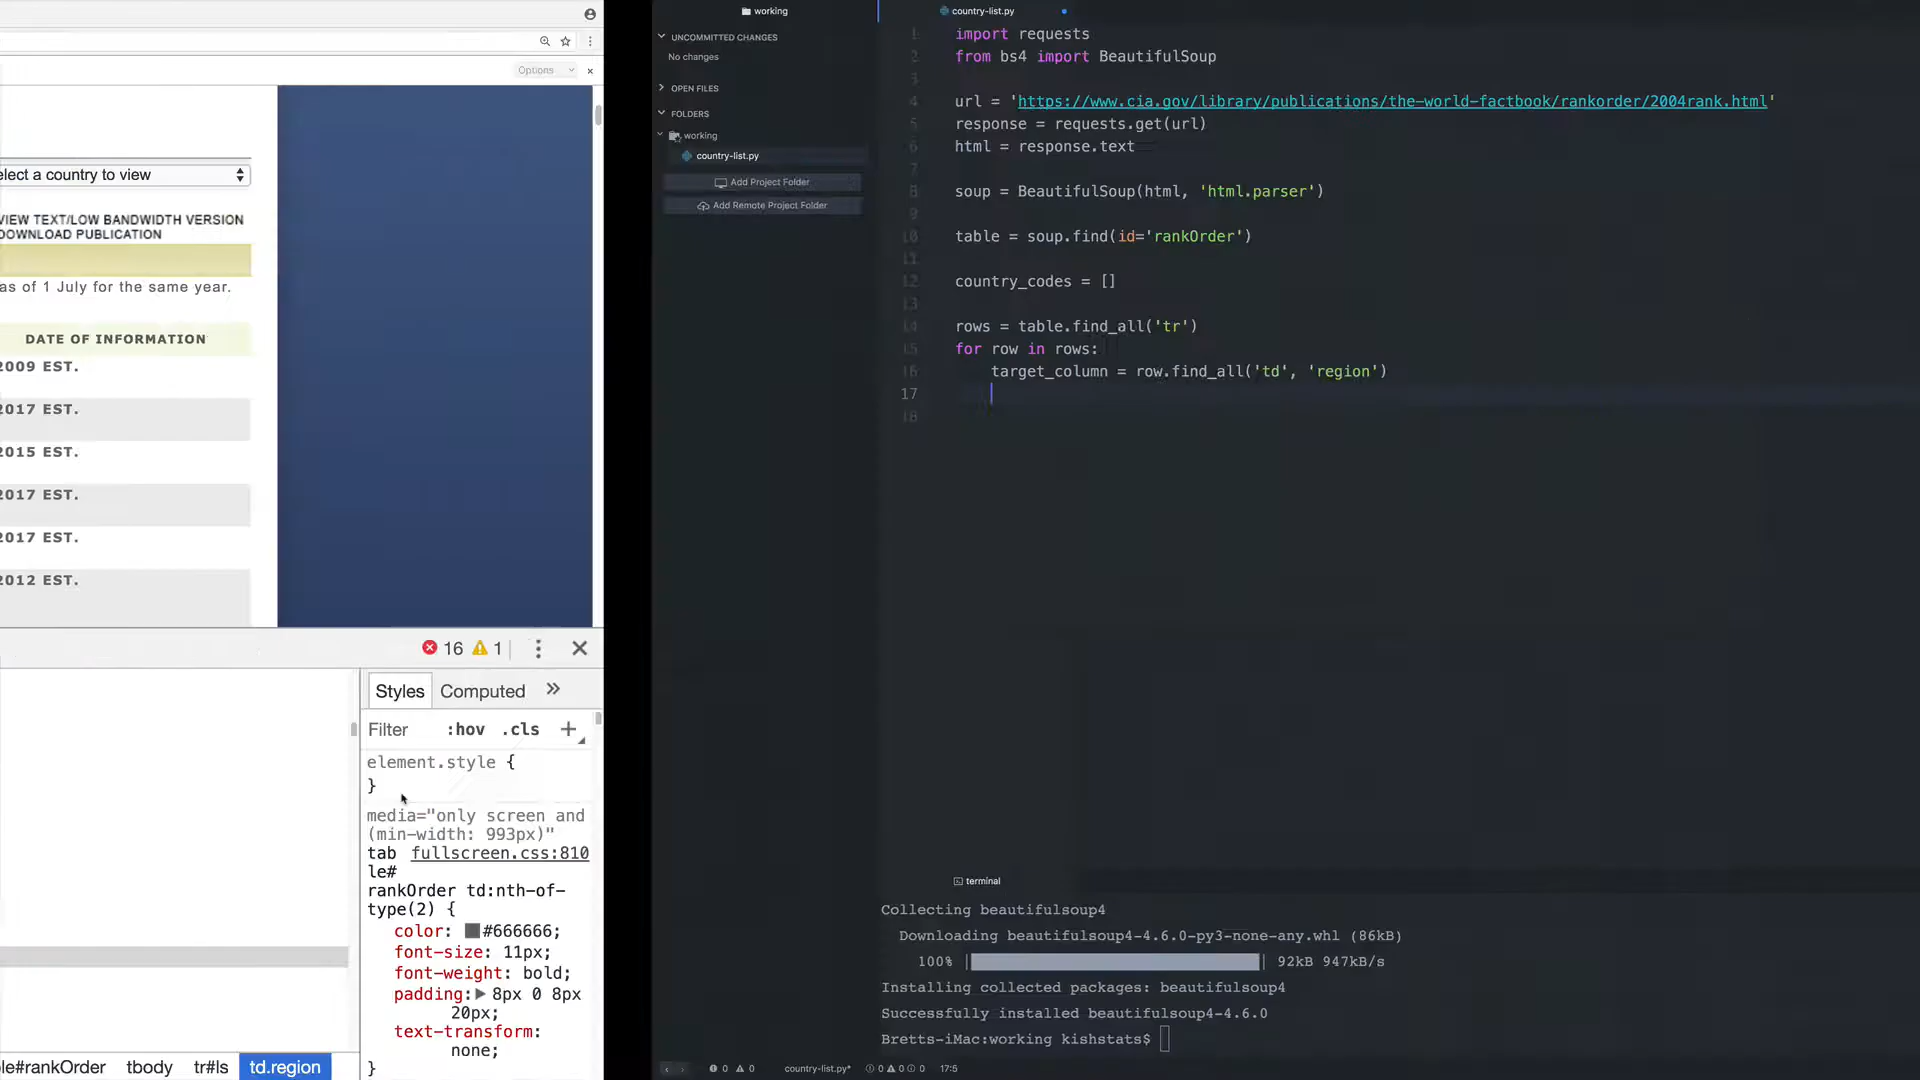 Options
elect a country to view
VIEW TEXT/LOW BANDWIDTH VERSION
DOWNLOAD PUBLICATION
as of 1 July for the same year.
DATE OF INFORMATION
2009 EST.
2017 EST.
2015 EST.
2017 EST.
2017 EST.
2012 EST.
16 1
Styles Computed »
Filter :hov .cls +
element.style {
}
media="only screen and
(min-width: 993px)"
tab fullscreen.css:810
le#
rankOrder td:nth-of-
type(2) {
color: #666666;
font-size: 11px;
font-weight: bold;
padding: 8px 0 8px
20px;
text-transform:
none;
}
le#rankOrder tbody tr#ls td.region
working
UNCOMMITTED CHANGES
No changes
OPEN FILES
FOLDERS
working
country-list.py
Add Project Folder
Add Remote Project Folder
country-list.py
1 import requests
2 from bs4 import BeautifulSoup
3
4 url = 'https://www.cia.gov/library/publications/the-world-factbook/rankorder/2004rank.html'
5 response = requests.get(url)
6 html = response.text
7
8 soup = BeautifulSoup(html, 'html.parser')
9
10 table = soup.find(id='rankOrder')
11
12 country_codes = []
13
14 rows = table.find_all('tr')
15 for row in rows:
16 target_column = row.find_all('td', 'region')
17
18
terminal
Collecting beautifulsoup4
Downloading beautifulsoup4-4.6.0-py3-none-any.whl (86kB)
100% | | 92kB 947kB/s
Installing collected packages: beautifulsoup4
Successfully installed beautifulsoup4-4.6.0
Bretts-iMac:working kishstats$
0 0 country-list.py* 0 0 0 17:5